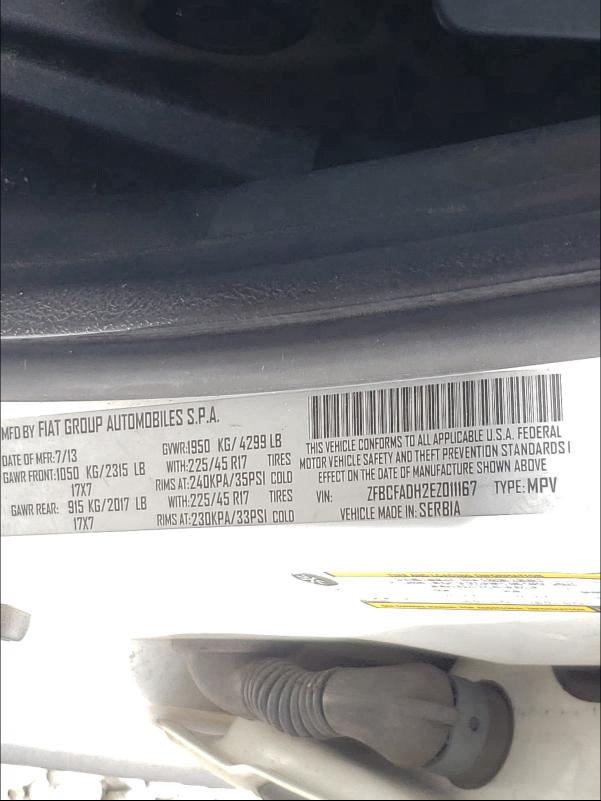 MFD BY FIAT GROUP AUTOMOBILES S.P.A.
DATE OF MFR: 7/13 GVWR: 1950 KG/ 4299 LB
GAWR FRONT: 1050 KG/2315 LB WITH: 225/45 R17 TIRES
17X7 RIMS AT: 240KPA/35PSI COLD
GAWR REAR: 915 KG/2017 LB WITH: 225/45 R17 TIRES
17X7 RIMS AT: 230KPA/33PSI COLD
THIS VEHICLE CONFORMS TO ALL APPLICABLE U.S.A. FEDERAL
MOTOR VEHICLE SAFETY AND THEFT PREVENTION STANDARDS I
EFFECT ON THE DATE OF MANUFACTURE SHOWN ABOVE.
VIN: ZFBCFADH2EZ011167 TYPE: MPV
VEHICLE MADE IN: SERBIA
TIRE AND LOADING INFORMATION